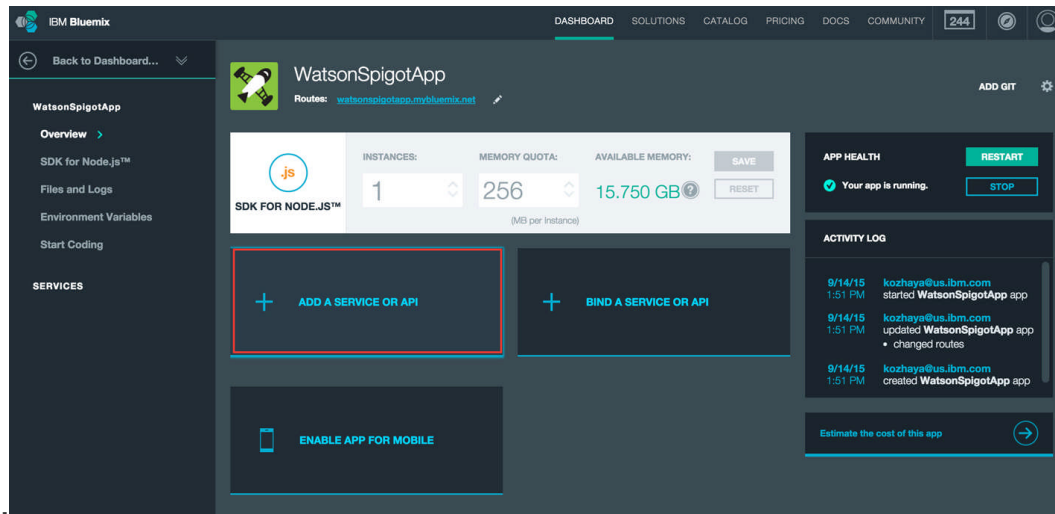 IBM Bluemix
DASHBOARD SOLUTIONS CATALOG PRICING DOCS COMMUNITY 244
Back to Dashboard...
WatsonSpigotApp
Overview >
SDK for Node.js™
Files and Logs
Environment Variables
Start Coding
SERVICES
WatsonSpigotApp
Routes: watsonspigotapp.mybluemix.net
ADD GIT
.js
SDK FOR NODE.JS™
INSTANCES:
1
MEMORY QUOTA:
256
(MB per Instance)
AVAILABLE MEMORY:
15.750 GB ?
SAVE
RESET
+ ADD A SERVICE OR API
+ BIND A SERVICE OR API
ENABLE APP FOR MOBILE
APP HEALTH
RESTART
Your app is running.
STOP
ACTIVITY LOG
9/14/15 kozhaya@us.ibm.com
1:51 PM started WatsonSpigotApp app
9/14/15 kozhaya@us.ibm.com
1:51 PM updated WatsonSpigotApp app
• changed routes
9/14/15 kozhaya@us.ibm.com
1:51 PM created WatsonSpigotApp app
Estimate the cost of this app